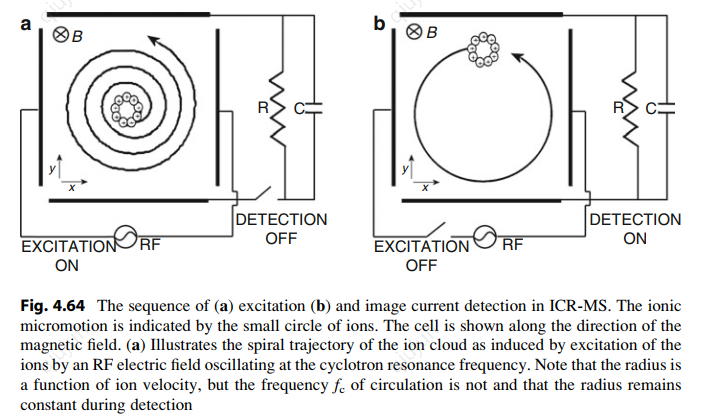 a
B
R
C
y
x
DETECTION
OFF
EXCITATION
RF
ON
b
B
R
C
y
x
DETECTION
ON
EXCITATION
RF
OFF
Fig. 4.64 The sequence of (a) excitation (b) and image current detection in ICR-MS. The ionic
micromotion is indicated by the small circle of ions. The cell is shown along the direction of the
magnetic field. (a) Illustrates the spiral trajectory of the ion cloud as induced by excitation of the
ions by an RF electric field oscillating at the cyclotron resonance frequency. Note that the radius is
a function of ion velocity, but the frequency fc of circulation is not and that the radius remains
constant during detection